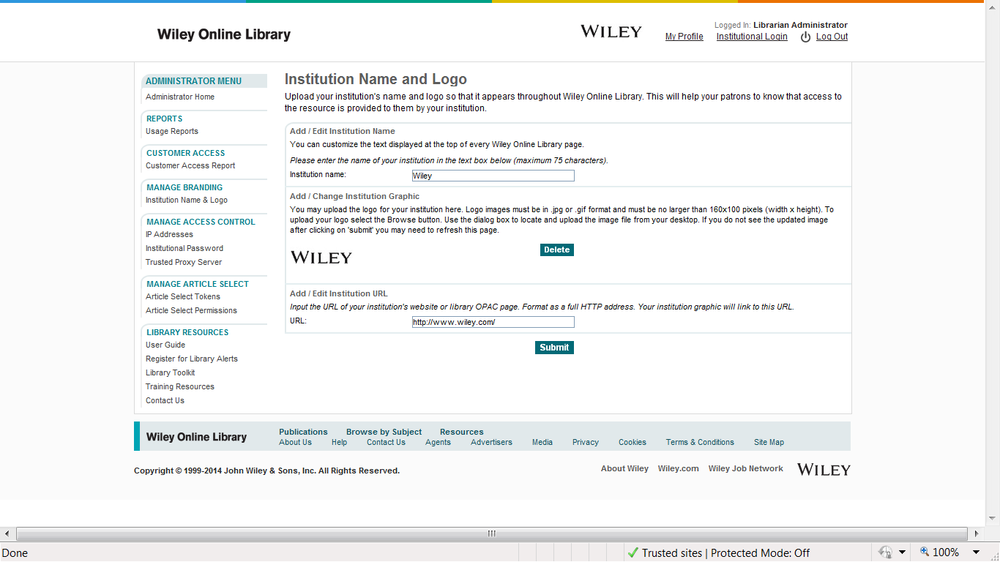 Wiley Online Library
WILEY
Logged In: Librarian Administrator
My Profile Institutional Login Log Out
ADMINISTRATOR MENU
Administrator Home
REPORTS
Usage Reports
CUSTOMER ACCESS
Customer Access Report
MANAGE BRANDING
Institution Name & Logo
MANAGE ACCESS CONTROL
IP Addresses
Institutional Password
Trusted Proxy Server
MANAGE ARTICLE SELECT
Article Select Tokens
Article Select Permissions
LIBRARY RESOURCES
User Guide
Register for Library Alerts
Library Toolkit
Training Resources
Contact Us
Institution Name and Logo
Upload your institution's name and logo so that it appears throughout Wiley Online Library. This will help your patrons to know that access to
the resource is provided to them by your institution.
Add / Edit Institution Name
You can customize the text displayed at the top of every Wiley Online Library page.
Please enter the name of your institution in the text box below (maximum 75 characters).
Institution name: Wiley
Add / Change Institution Graphic
You may upload the logo for your institution here. Logo images must be in .jpg or .gif format and must be no larger than 160x100 pixels (width x height). To
upload your logo select the Browse button. Use the dialog box to locate and upload the image file from your desktop. If you do not see the updated image
after clicking on 'submit' you may need to refresh this page.
WILEY Delete
Add / Edit Institution URL
Input the URL of your institution's website or library OPAC page. Format as a full HTTP address. Your institution graphic will link to this URL.
URL: http://www.wiley.com/
Submit
Wiley Online Library
Publications Browse by Subject Resources
About Us Help Contact Us Agents Advertisers Media Privacy Cookies Terms & Conditions Site Map
Copyright © 1999-2014 John Wiley & Sons, Inc. All Rights Reserved.
About Wiley Wiley.com Wiley Job Network WILEY
Done Trusted sites | Protected Mode: Off 100%